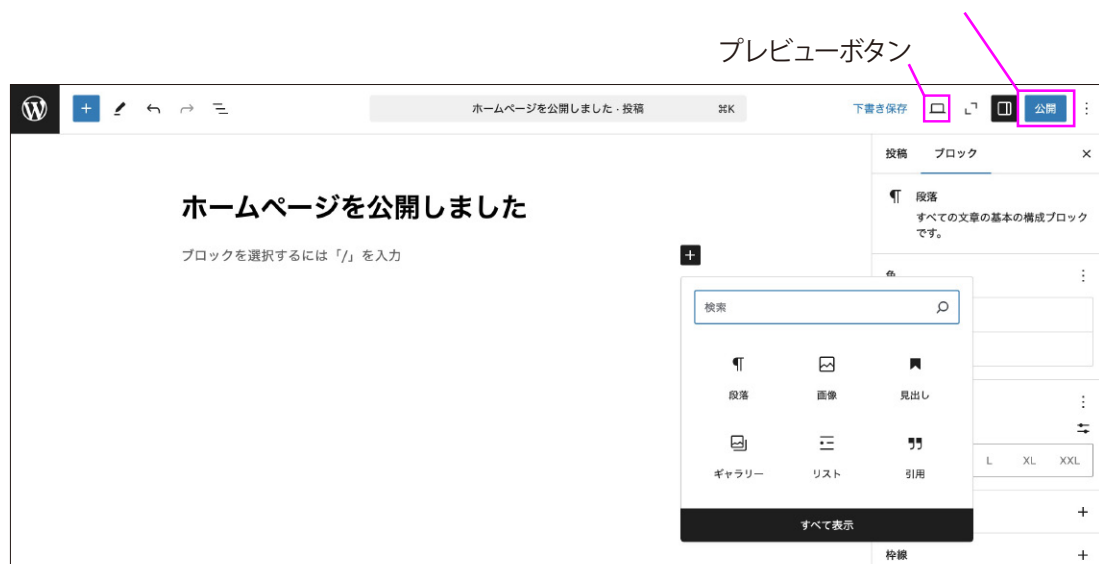 プレビューボタン
ホームページを公開しました · 投稿
⌘K
下書き保存
公開
投稿
ブロック
ホームページを公開しました
ブロックを選択するには「/」を入力
段落
すべての文章の基本の構成ブロック
です。
検索
段落
画像
見出し
ギャラリー
リスト
引用
すべて表示
L
XL
XXL
枠線